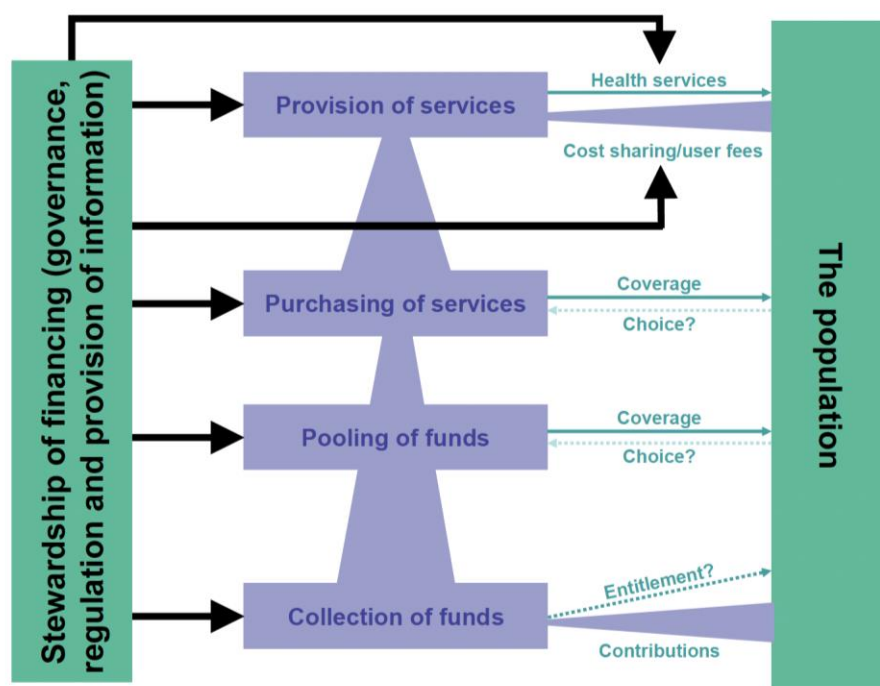 Stewardship of financing (governance,
regulation and provision of information)
Provision of services
Health services
Cost sharing/user fees
Purchasing of services
Coverage
Choice?
Pooling of funds
Coverage
Choice?
Collection of funds
Entitlement?
Contributions
The population